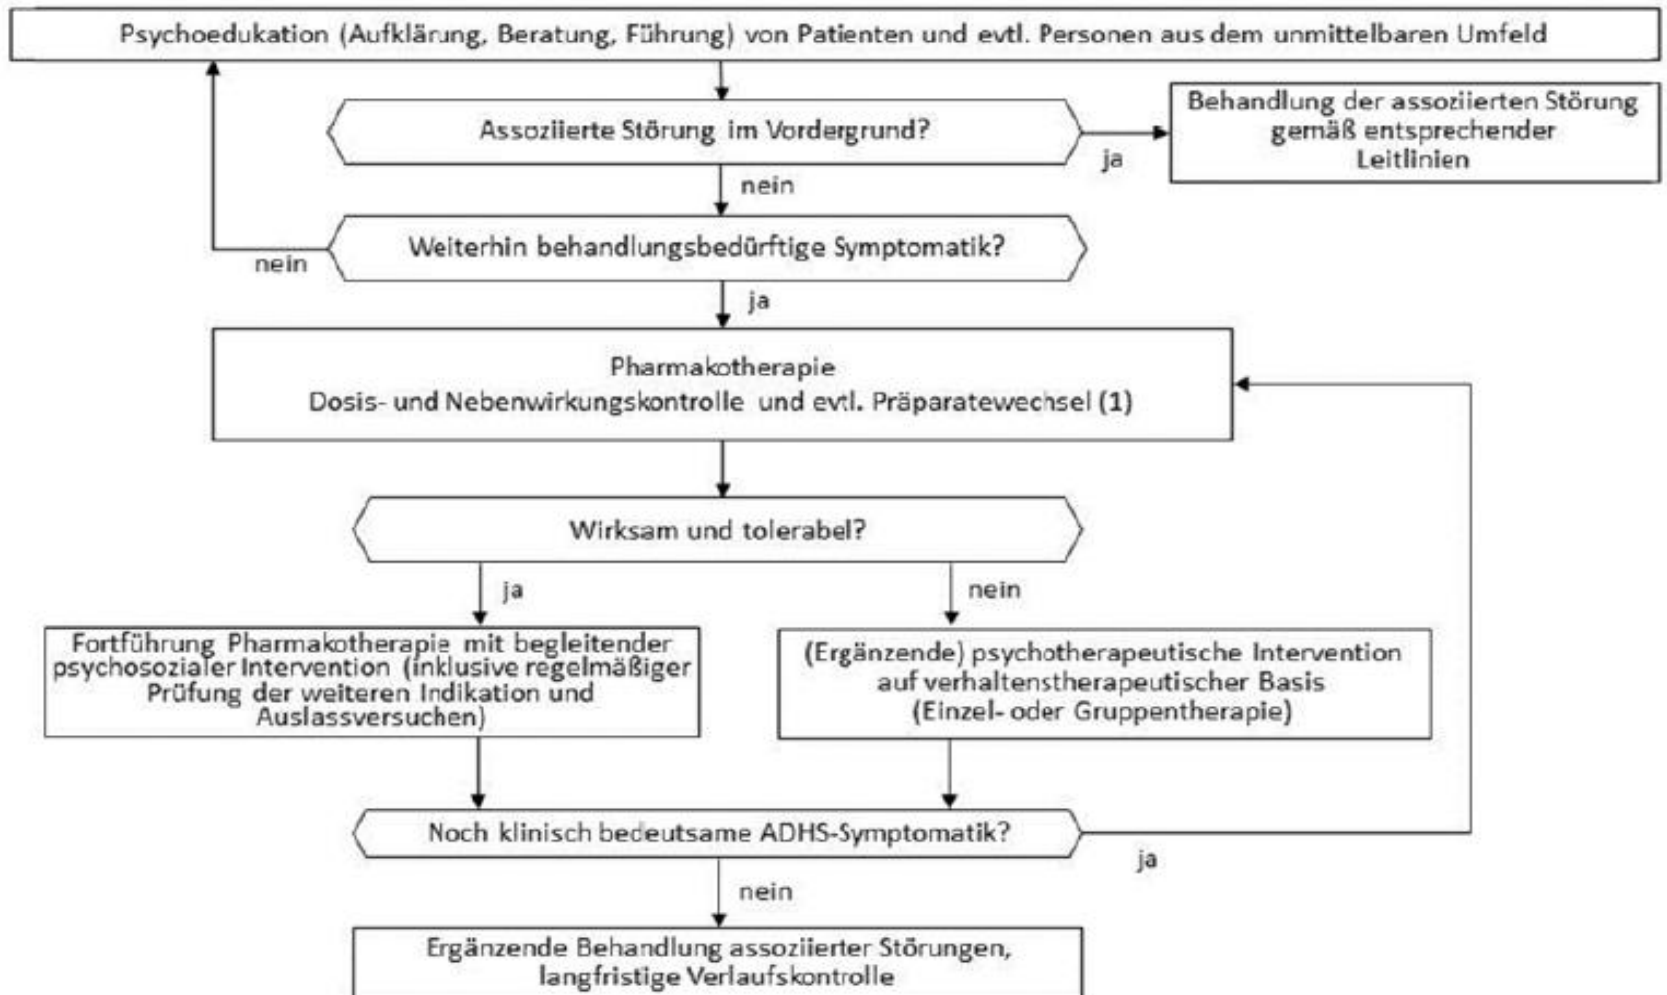 Psychoedukation (Aufklärung, Beratung, Führung) von Patienten und evtl. Personen aus dem unmittelbaren Umfeld
Assoziierte Störung im Vordergrund?
ja
Behandlung der assoziierten Störung
gemäß entsprechender
Leitlinien
nein
Weiterhin behandlungsbedürftige Symptomatik?
nein
ja
Pharmakotherapie
Dosis- und Nebenwirkungskontrolle und evtl. Präparatewechsel (1)
Wirksam und tolerabel?
ja
nein
Fortführung Pharmakotherapie mit begleitender
psychosozialer Intervention (inklusive regelmäßiger
Prüfung der weiteren Indikation und
Auslassversuchen)
(Ergänzende) psychotherapeutische Intervention
auf verhaltenstherapeutischer Basis
(Einzel- oder Gruppentherapie)
Noch klinisch bedeutsame ADHS-Symptomatik?
ja
nein
Ergänzende Behandlung assoziierter Störungen,
langfristige Verlaufskontrolle